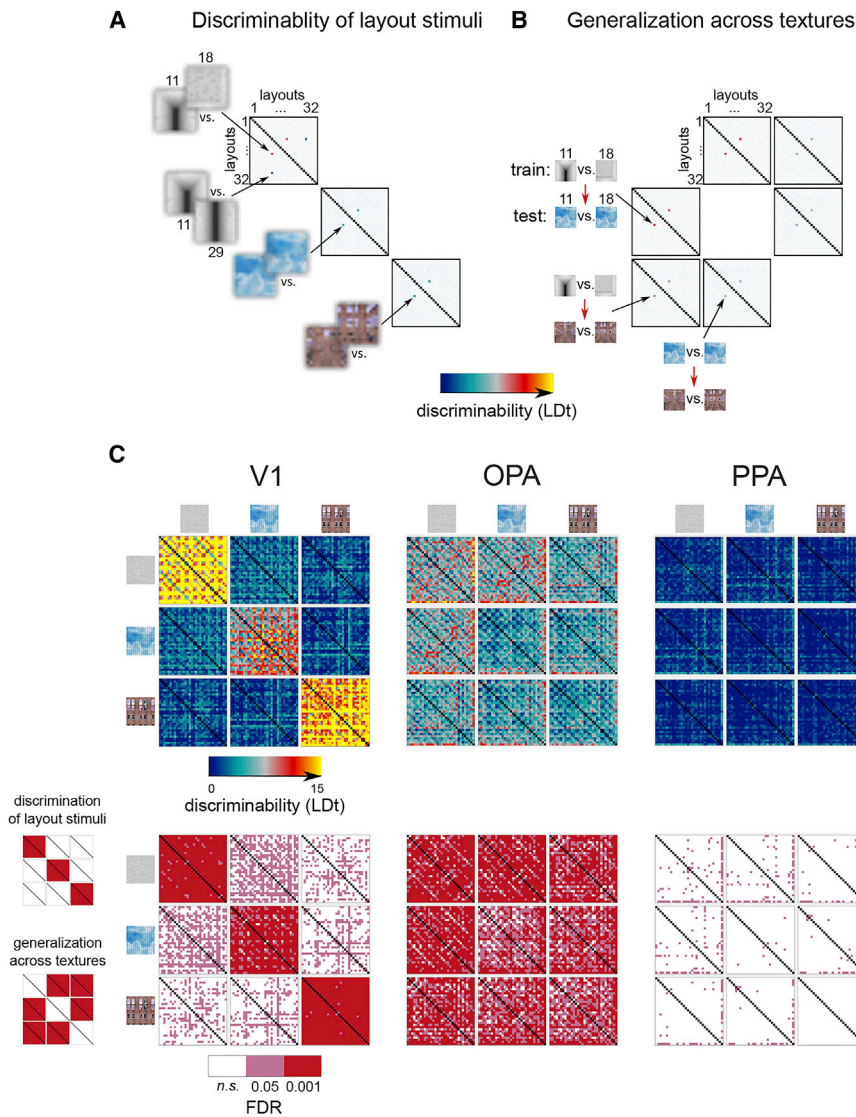 A Discriminablity of layout stimuli
B Generalization across textures
18
11
vs.
layouts
1 ... 32
layouts
1
...
32
vs.
11
29
vs.
vs.
layouts
1 ... 32
layouts
1
...
32
train: 11 vs. 18
test: 11 vs. 18
vs.
vs.
vs.
vs.
discriminability (LDt)
C
V1 OPA PPA
0 15
discriminability (LDt)
discrimination
of layout stimuli
generalization
across textures
n.s. 0.05 0.001
FDR